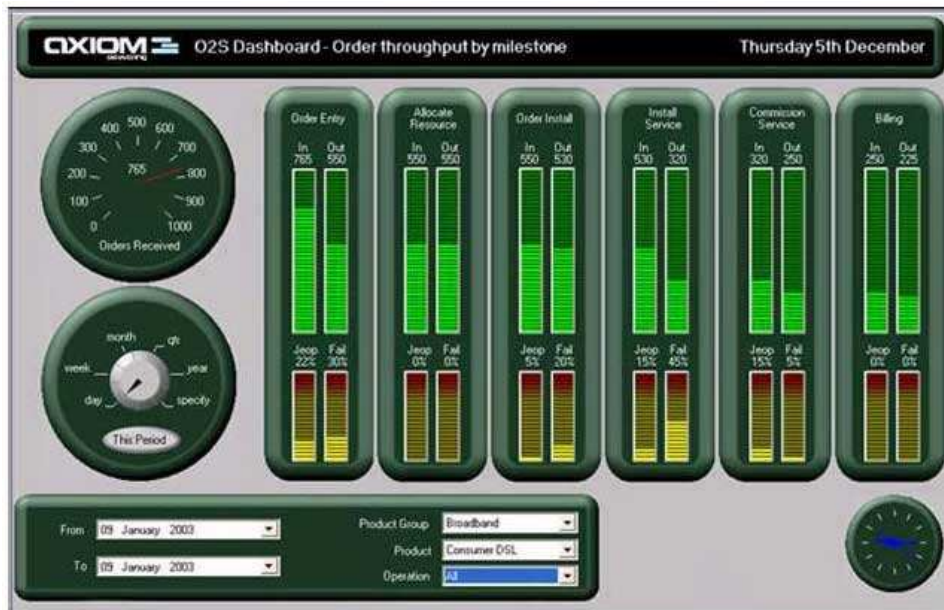 AXIOM
O2S Dashboard - Order throughput by milestone
Thursday 5th December
0
100
200
300
400
500
600
700
800
900
1000
765
Orders Received
day
week
month
qtr
year
specify
This Period
Order Entry
In Out
765 550
Jeop Fail
22% 30%
Allocate
Resource
In Out
550 550
Jeop Fail
0% 0%
Order Install
In Out
550 530
Jeop Fail
5% 20%
Install
Service
In Out
530 320
Jeop Fail
15% 45%
Commission
Service
In Out
320 250
Jeop Fail
15% 5%
Billing
In Out
250 225
Jeop Fail
0% 0%
From 09 January 2003
To 09 January 2003
Product Group Broadband
Product Consumer DSL
Operation All